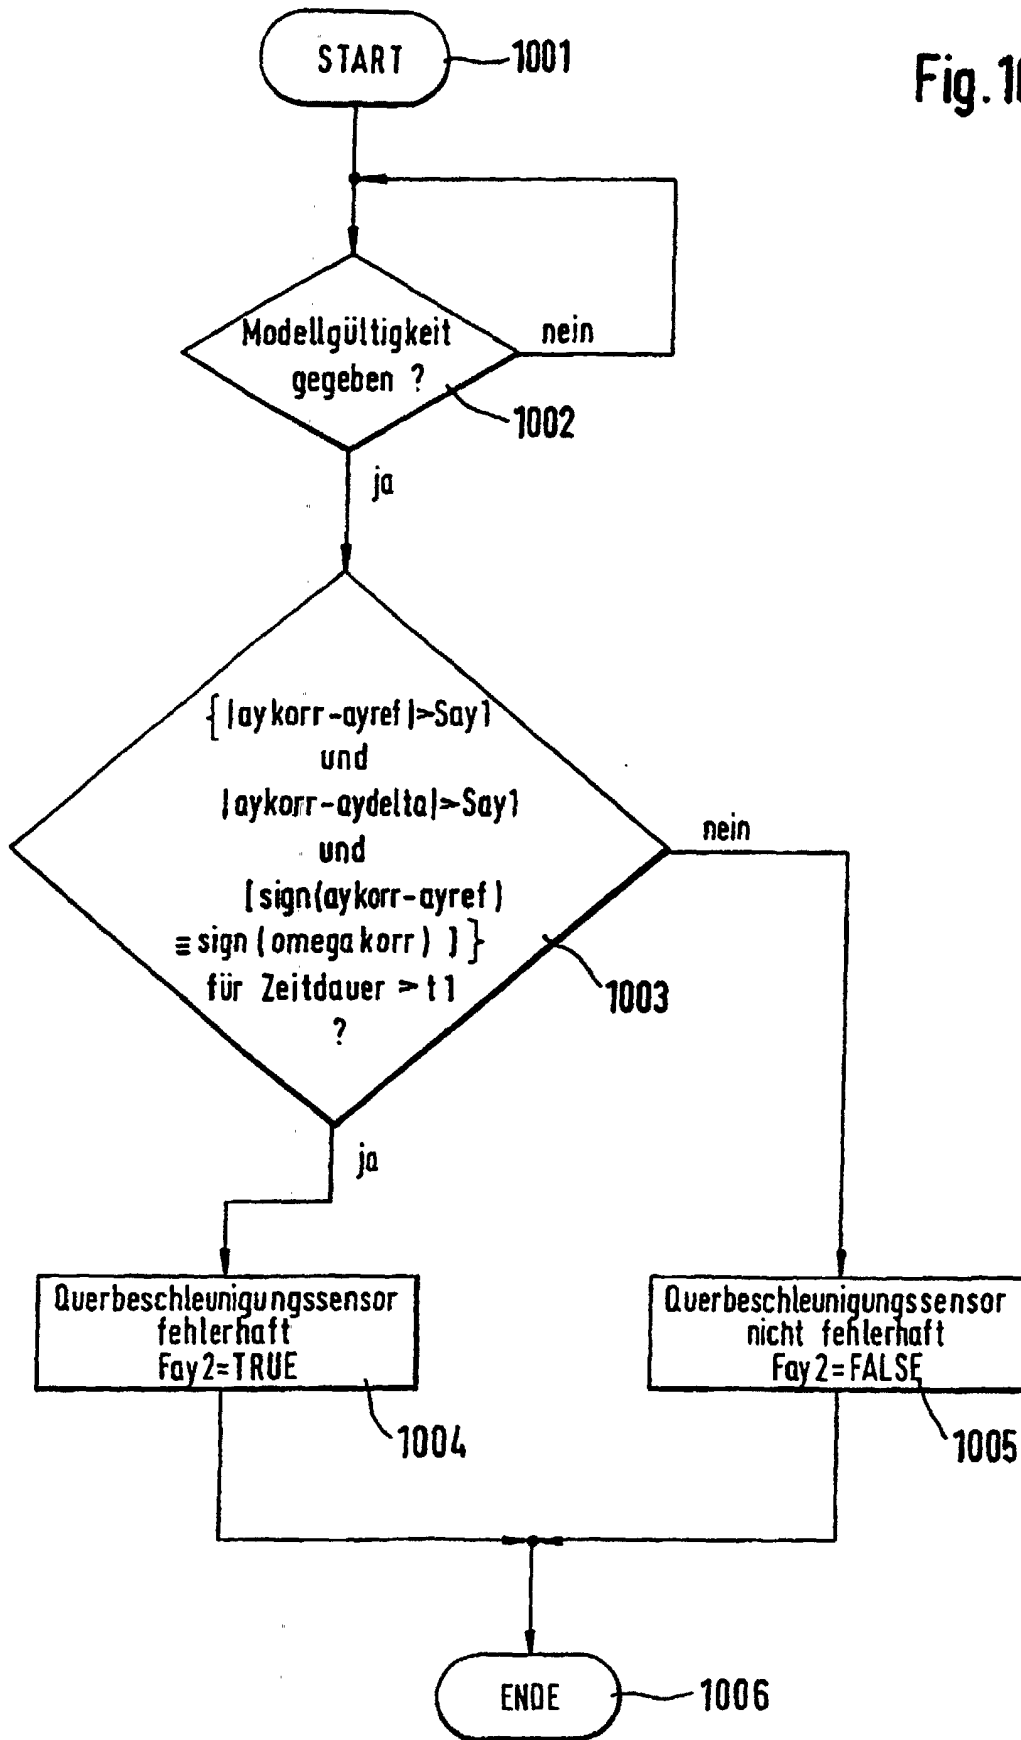 START
1001
Fig. 10
Modellgültigkeit
gegeben ?
nein
1002
ja
{|aykorr-ayref|>Say1
und
|aykorr-aydelta|>Say1
und
[sign(aykorr-ayref)
≡sign(omegakorr) ]}
für Zeitdauer > t1
?
nein
1003
ja
Querbeschleunigungssensor
fehlerhaft
Fay2=TRUE
1004
Querbeschleunigungssensor
nicht fehlerhaft
Fay2=FALSE
1005
ENDE
1006